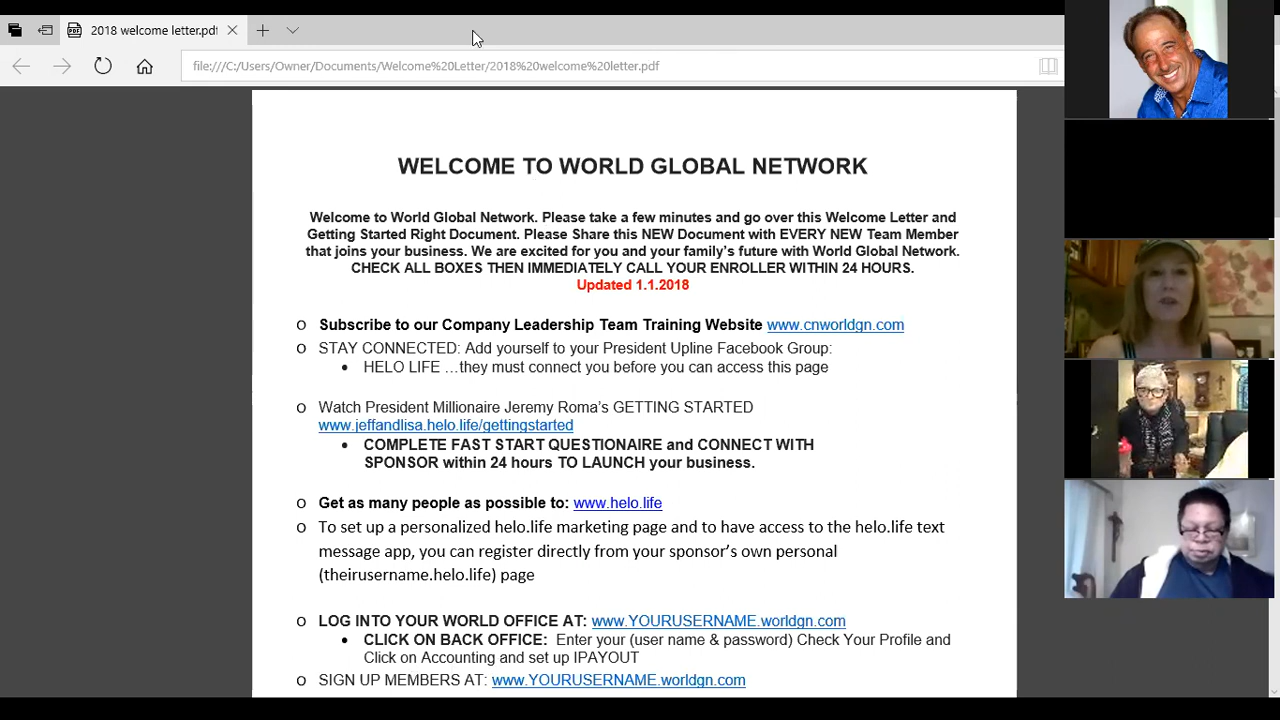 2018 welcome letter.pdf
file:///C:/Users/Owner/Documents/Welcome%20Letter/2018%20welcome%20letter.pdf
WELCOME TO WORLD GLOBAL NETWORK
Welcome to World Global Network. Please take a few minutes and go over this Welcome Letter and
Getting Started Right Document. Please Share this NEW Document with EVERY NEW Team Member
that joins your business. We are excited for you and your family's future with World Global Network.
CHECK ALL BOXES THEN IMMEDIATELY CALL YOUR ENROLLER WITHIN 24 HOURS.
Updated 1.1.2018
o Subscribe to our Company Leadership Team Training Website www.cnworldgn.com
o STAY CONNECTED: Add yourself to your President Upline Facebook Group:
• HELO LIFE …they must connect you before you can access this page
o Watch President Millionaire Jeremy Roma's GETTING STARTED
www.jeffandlisa.helo.life/gettingstarted
• COMPLETE FAST START QUESTIONAIRE and CONNECT WITH
SPONSOR within 24 hours TO LAUNCH your business.
o Get as many people as possible to: www.helo.life
o To set up a personalized helo.life marketing page and to have access to the helo.life text
message app, you can register directly from your sponsor's own personal
(theirusername.helo.life) page
o LOG INTO YOUR WORLD OFFICE AT: www.YOURUSERNAME.worldgn.com
• CLICK ON BACK OFFICE: Enter your (user name & password) Check Your Profile and
Click on Accounting and set up IPAYOUT
o SIGN UP MEMBERS AT: www.YOURUSERNAME.worldgn.com